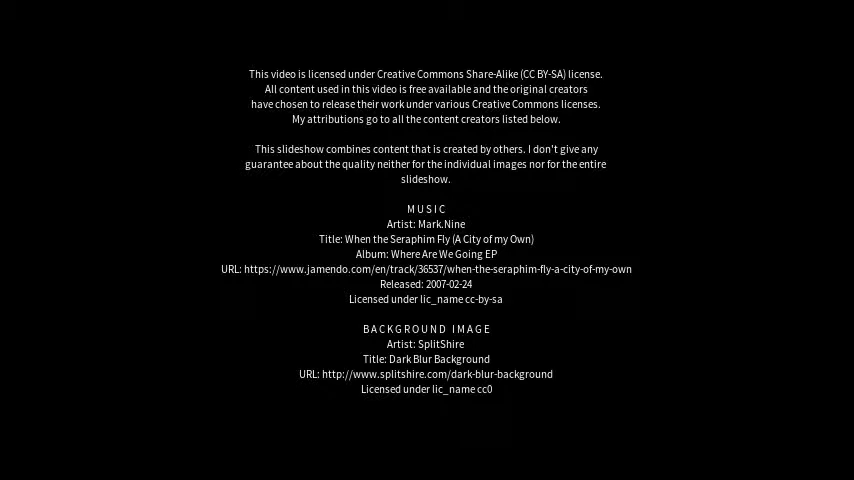 This video is licensed under Creative Commons Share-Alike (CC BY-SA) license.
All content used in this video is free available and the original creators
have chosen to release their work under various Creative Commons licenses.
My attributions go to all the content creators listed below.
This slideshow combines content that is created by others. I don't give any
guarantee about the quality neither for the individual images nor for the entire
slideshow.
MUSIC
Artist: Mark.Nine
Title: When the Seraphim Fly (A City of my Own)
Album: Where Are We Going EP
URL: https://www.jamendo.com/en/track/36537/when-the-seraphim-fly-a-city-of-my-own
Released: 2007-02-24
Licensed under lic_name cc-by-sa
BACKGROUND IMAGE
Artist: SplitShire
Title: Dark Blur Background
URL: http://www.splitshire.com/dark-blur-background
Licensed under lic_name cc0